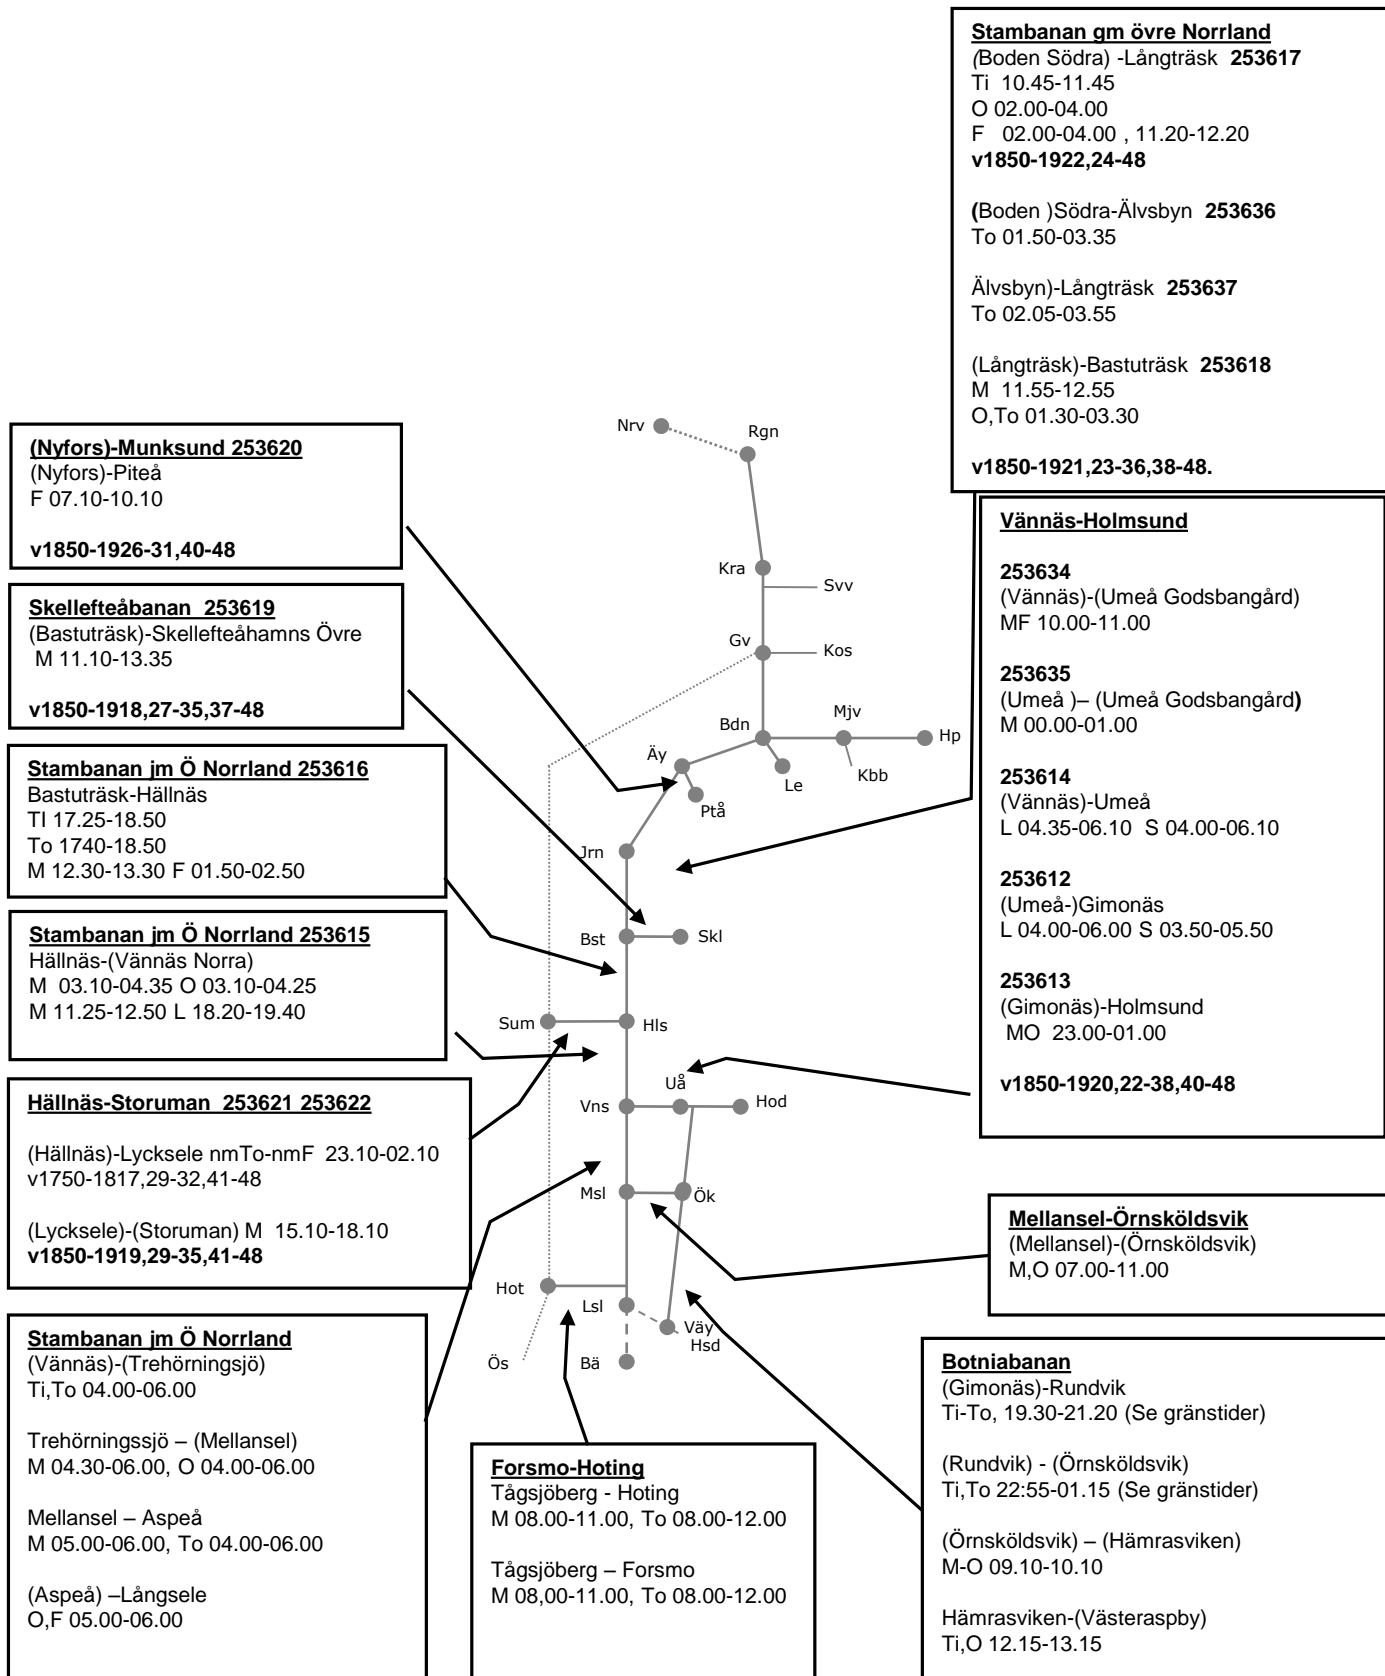 Stambanan gm övre Norrland
(Boden Södra) -Långträsk  253617
Ti  10.45-11.45
O 02.00-04.00
F   02.00-04.00 , 11.20-12.20
v1850-1922,24-48
(Boden )Södra-Älvsbyn  253636
To 01.50-03.35
Älvsbyn)-Långträsk  253637
To 02.05-03.55
(Långträsk)-Bastuträsk  253618
M  11.55-12.55
O,To 01.30-03.30
v1850-1921,23-36,38-48.
(Nyfors)-Munksund 253620
(Nyfors)-Piteå
F 07.10-10.10
v1850-1926-31,40-48
Skellefteåbanan  253619
(Bastuträsk)-Skellefteåhamns Övre
M 11.10-13.35
v1850-1918,27-35,37-48
Stambanan jm Ö Norrland 253616
Bastuträsk-Hällnäs
TI 17.25-18.50
To 1740-18.50
M 12.30-13.30 F 01.50-02.50
Stambanan jm Ö Norrland 253615
Hällnäs-(Vännäs Norra)
M  03.10-04.35 O 03.10-04.25
M 11.25-12.50 L 18.20-19.40
Hällnäs-Storuman  253621 253622
(Hällnäs)-Lycksele nmTo-nmF  23.10-02.10
v1750-1817,29-32,41-48
(Lycksele)-(Storuman) M  15.10-18.10
v1850-1919,29-35,41-48
Stambanan jm Ö Norrland
(Vännäs)-(Trehörningsjö)
Ti,To 04.00-06.00
Trehörningssjö – (Mellansel)
M 04.30-06.00, O 04.00-06.00
Mellansel – Aspeå
M 05.00-06.00, To 04.00-06.00
(Aspeå) –Långsele
O,F 05.00-06.00
Nrv
Rgn
Kra
Svv
Gv
Kos
Bdn
Mjv
Hp
Äy
Le
Kbb
Ptå
Jrn
Bst
Skl
Sum
Hls
Uå
Vns
Hod
Msl
Ök
Hot
Lsl
Väy
Hsd
Ös
Bä
Vännäs-Holmsund
253634
(Vännäs)-(Umeå Godsbangård)
MF 10.00-11.00
253635
(Umeå )– (Umeå Godsbangård)
M 00.00-01.00
253614
(Vännäs)-Umeå
L 04.35-06.10  S 04.00-06.10
253612
(Umeå-)Gimonäs
L 04.00-06.00 S 03.50-05.50
253613
(Gimonäs)-Holmsund
MO  23.00-01.00
v1850-1920,22-38,40-48
Mellansel-Örnsköldsvik
(Mellansel)-(Örnsköldsvik)
M,O 07.00-11.00
Forsmo-Hoting
Tågsjöberg - Hoting
M 08.00-11.00, To 08.00-12.00
Tågsjöberg – Forsmo
M 08,00-11.00, To 08.00-12.00
Botniabanan
(Gimonäs)-Rundvik
Ti-To, 19.30-21.20 (Se gränstider)
(Rundvik) - (Örnsköldsvik)
Ti,To 22:55-01.15 (Se gränstider)
(Örnsköldsvik) – (Hämrasviken)
M-O 09.10-10.10
Hämrasviken-(Västeraspby)
Ti,O 12.15-13.15